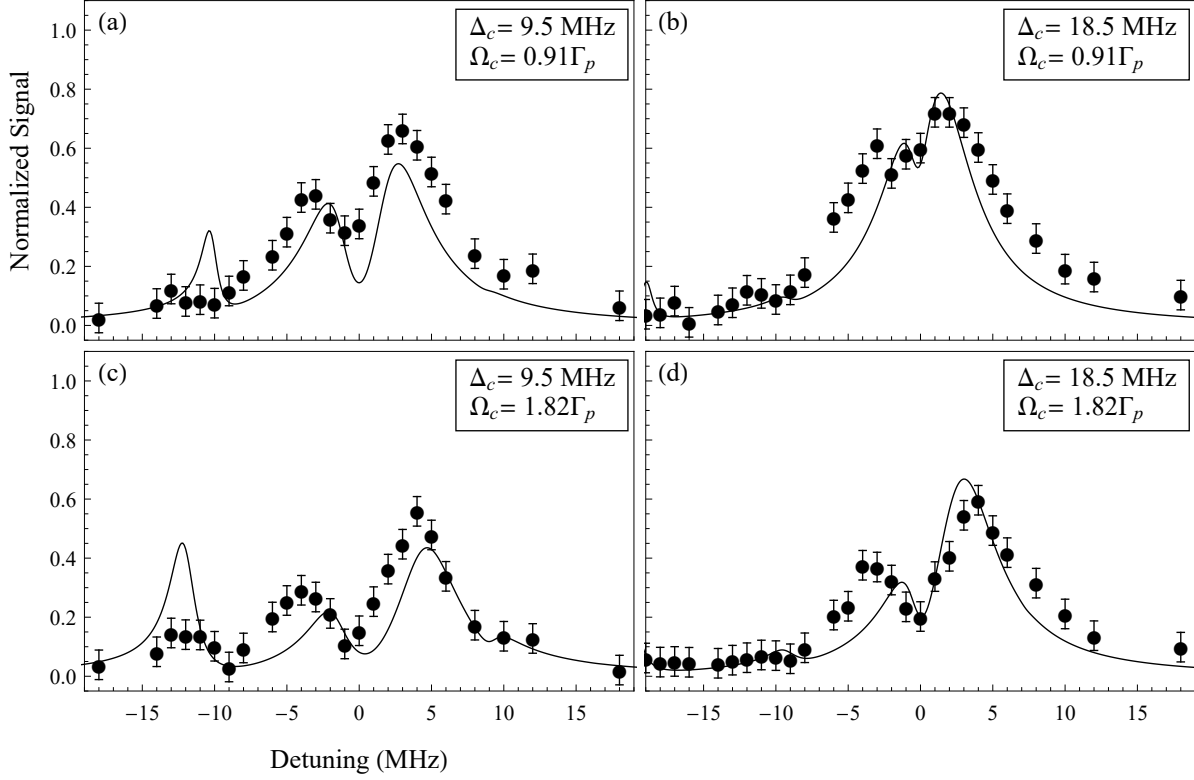 (a)
Δc = 9.5 MHz
Ωc = 0.91Γp
(b)
Δc = 18.5 MHz
Ωc = 0.91Γp
1.0
0.8
0.6
0.4
0.2
0.0
Normalized Signal
(c)
Δc = 9.5 MHz
Ωc = 1.82Γp
(d)
Δc = 18.5 MHz
Ωc = 1.82Γp
1.0
0.8
0.6
0.4
0.2
0.0
−15 −10 −5 0 5 10 15 −15 −10 −5 0 5 10 15
Detuning (MHz)